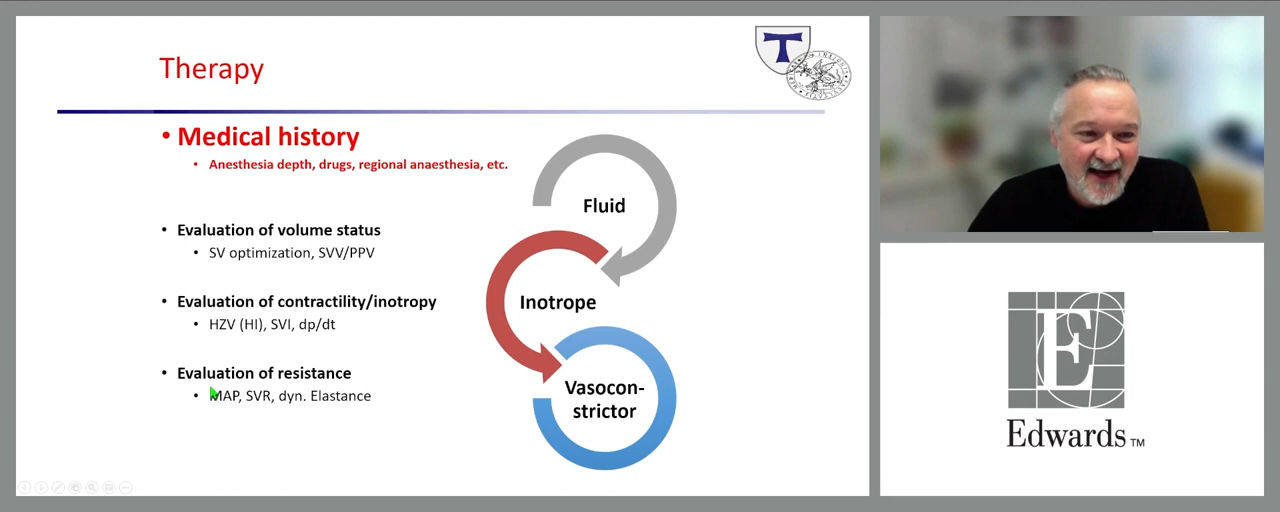 Therapy
• Medical history
• Anesthesia depth, drugs, regional anaesthesia, etc.
• Evaluation of volume status
• SV optimization, SVV/PPV
• Evaluation of contractility/inotropy
• HZV (HI), SVI, dp/dt
• Evaluation of resistance
• MAP, SVR, dyn. Elastance
Fluid
Inotrope
Vasocon-
strictor
T
E
Edwards™